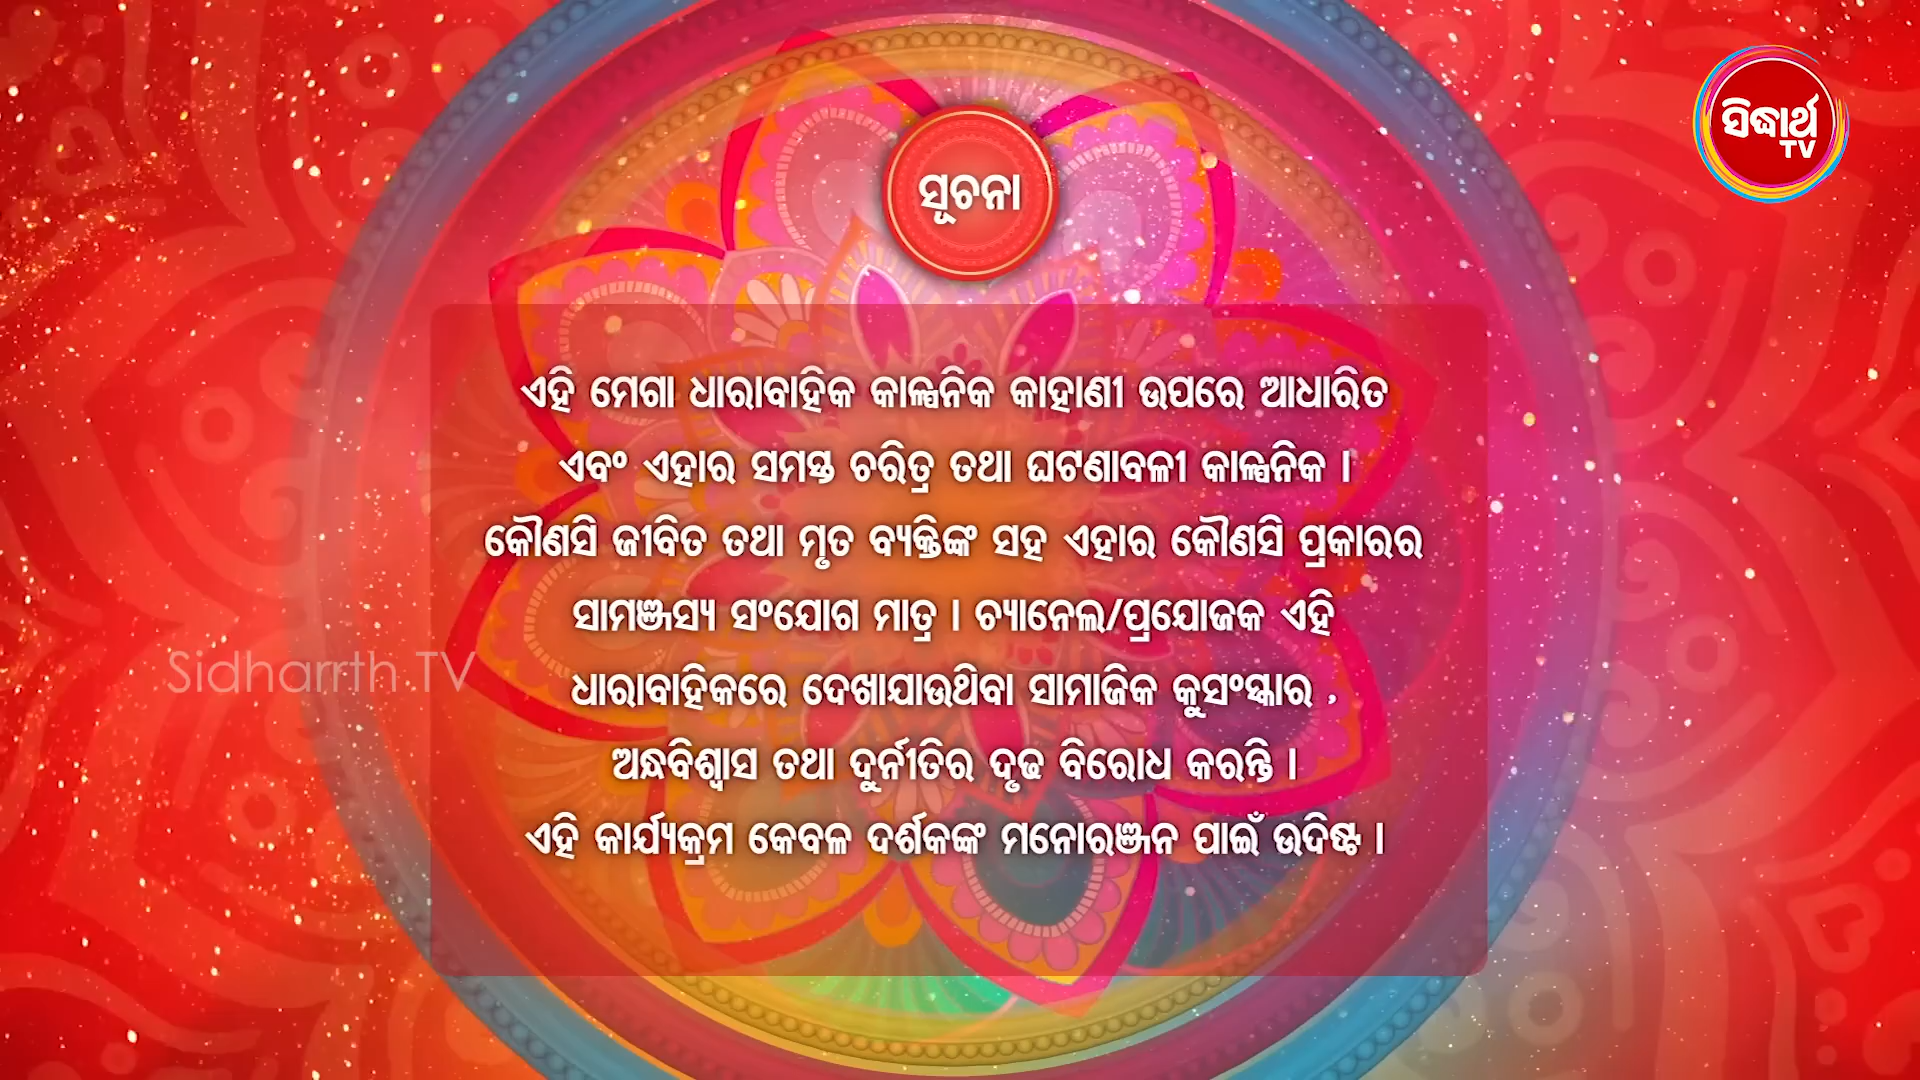 ସିଦ୍ଧାର୍ଥ
TV
ସୂଚନା
ଏହି ମେଗା ଧାରାବାହିକ କାଳ୍ପନିକ କାହାଣୀ ଉପରେ ଆଧାରିତ
ଏବଂ ଏହାର ସମସ୍ତ ଚରିତ୍ର ତଥା ଘଟଣାବଳୀ କାଳ୍ପନିକ ।
କୌଣସି ଜୀବିତ ତଥା ମୃତ ବ୍ୟକ୍ତିଙ୍କ ସହ ଏହାର କୌଣସି ପ୍ରକାରର
ସାମଞ୍ଜସ୍ୟ ସଂଯୋଗ ମାତ୍ର । ଚ୍ୟାନେଲ/ପ୍ରଯୋଜକ ଏହି
ଧାରାବାହିକରେ ଦେଖାଯାଉଥିବା ସାମାଜିକ କୁସଂସ୍କାର ,
Sidharrth TV
ଅନ୍ଧବିଶ୍ୱାସ ତଥା ଦୁର୍ନୀତିର ଦୃଢ ବିରୋଧ କରନ୍ତି ।
ଏହି କାର୍ଯ୍ୟକ୍ରମ କେବଳ ଦର୍ଶକଙ୍କ ମନୋରଞ୍ଜନ ପାଇଁ ଉଦିଷ୍ଟ ।